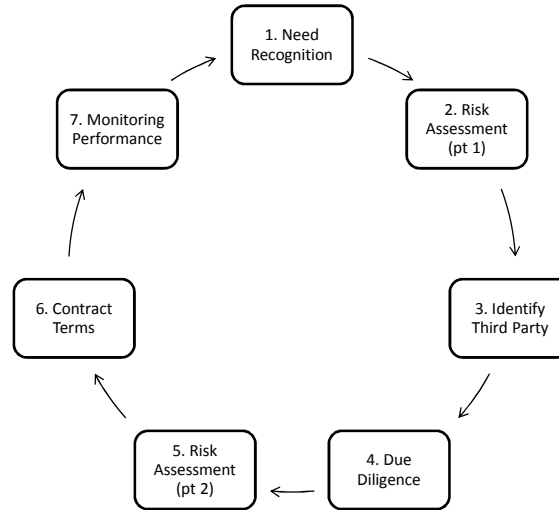 1. Need
Recognition
2. Risk
Assessment
(pt 1)
3. Identify
Third Party
4. Due
Diligence
5. Risk
Assessment
(pt 2)
6. Contract
Terms
7. Monitoring
Performance